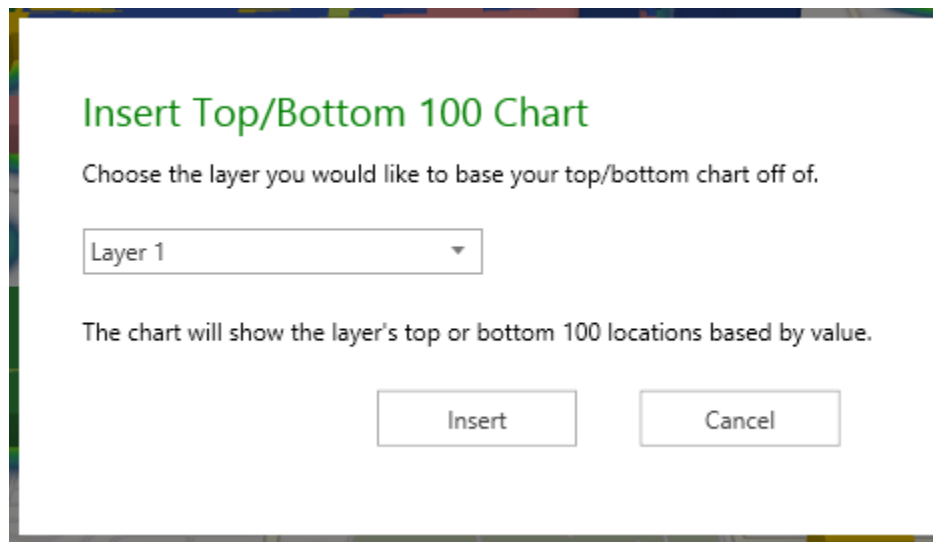 Insert Top/Bottom 100 Chart
Choose the layer you would like to base your top/bottom chart off of.
Layer 1
The chart will show the layer's top or bottom 100 locations based by value.
Insert
Cancel